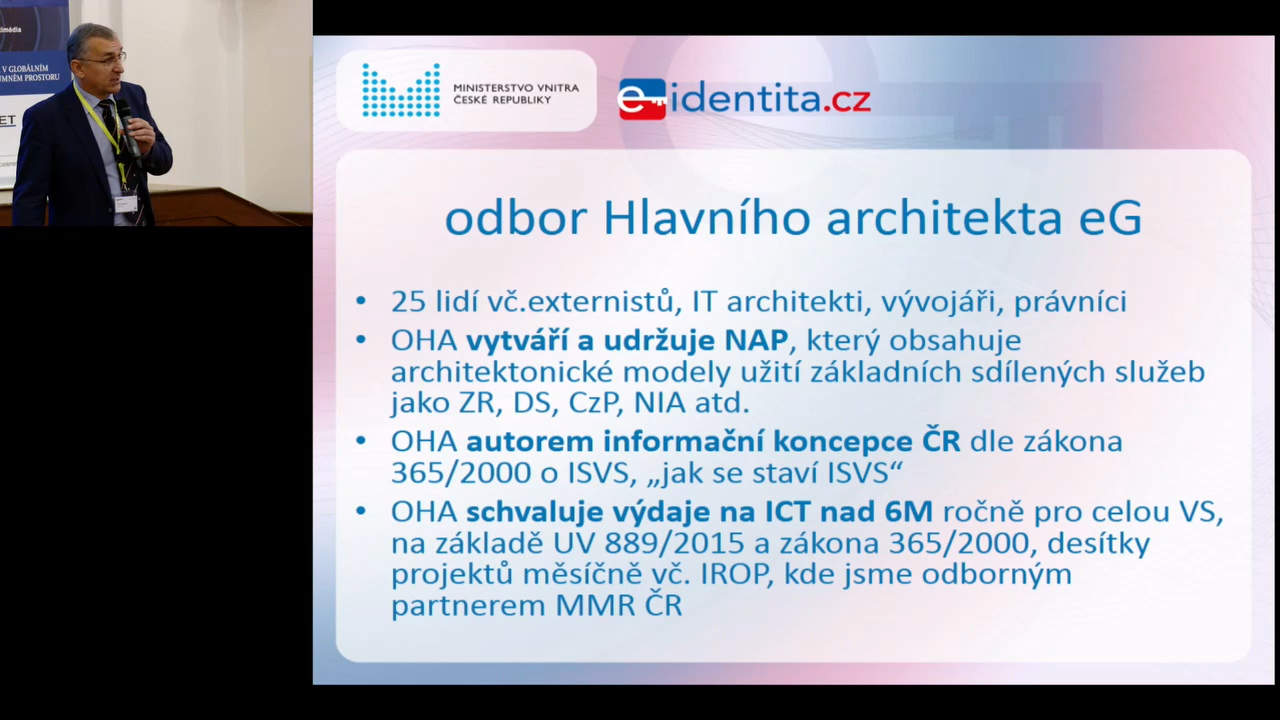 timédia
V GLOBÁLNÍM
UMNÉM PROSTORU
ET
MINISTERSTVO VNITRA
ČESKÉ REPUBLIKY
e identita.cz
odbor Hlavního architekta eG
• 25 lidí vč.externistů, IT architekti, vývojáři, právníci
• OHA vytváří a udržuje NAP, který obsahuje
architektonické modely užití základních sdílených služeb
jako ZR, DS, CzP, NIA atd.
• OHA autorem informační koncepce ČR dle zákona
365/2000 o ISVS, „jak se staví ISVS“
• OHA schvaluje výdaje na ICT nad 6M ročně pro celou VS,
na základě UV 889/2015 a zákona 365/2000, desítky
projektů měsíčně vč. IROP, kde jsme odborným
partnerem MMR ČR